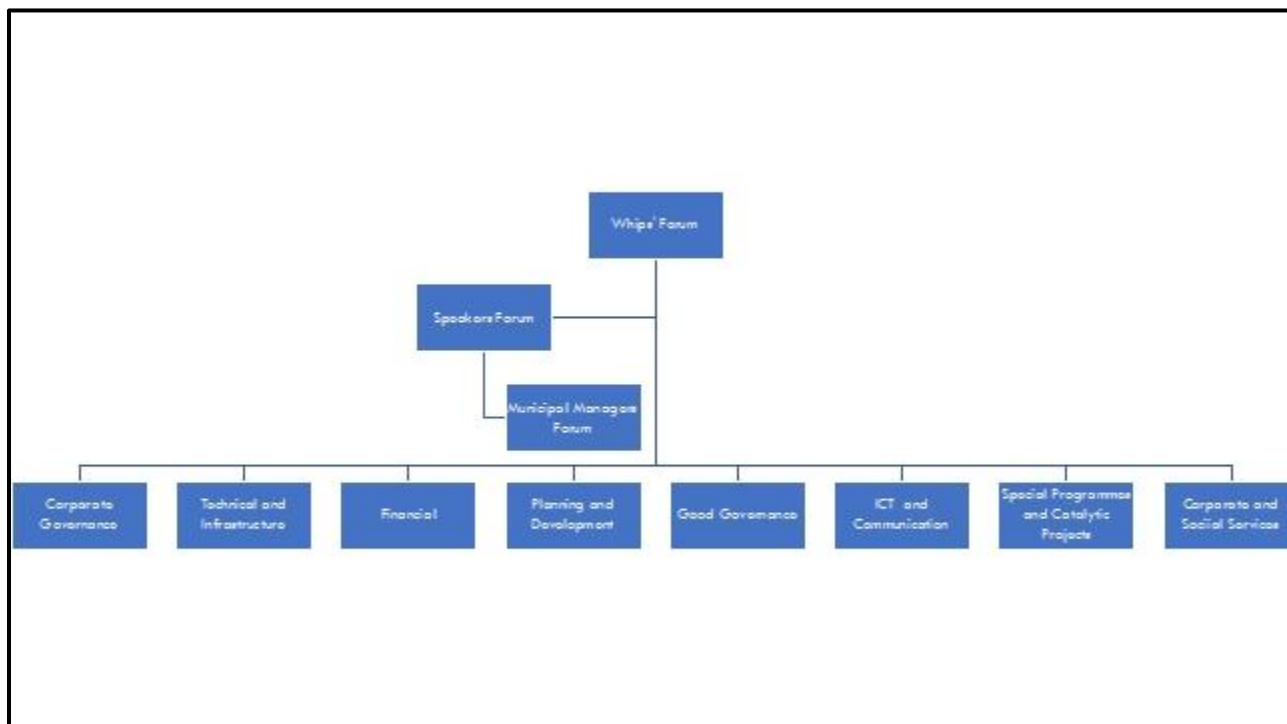 Whips' Forum
Speakers Forum
Municipal Managers
Forum
Corporate
Governance
Technical and
Infrastructure
Financial
Planning and
Development
Good Governance
ICT and
Communication
Special Programmes
and Catalytic
Projects
Corporate and
Social Services